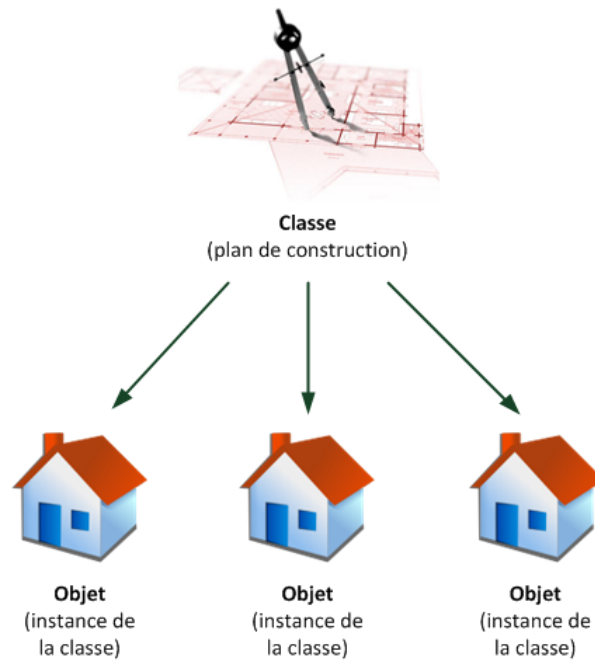 Classe
(plan de construction)
Objet
(instance de
la classe)
Objet
(instance de
la classe)
Objet
(instance de
la classe)